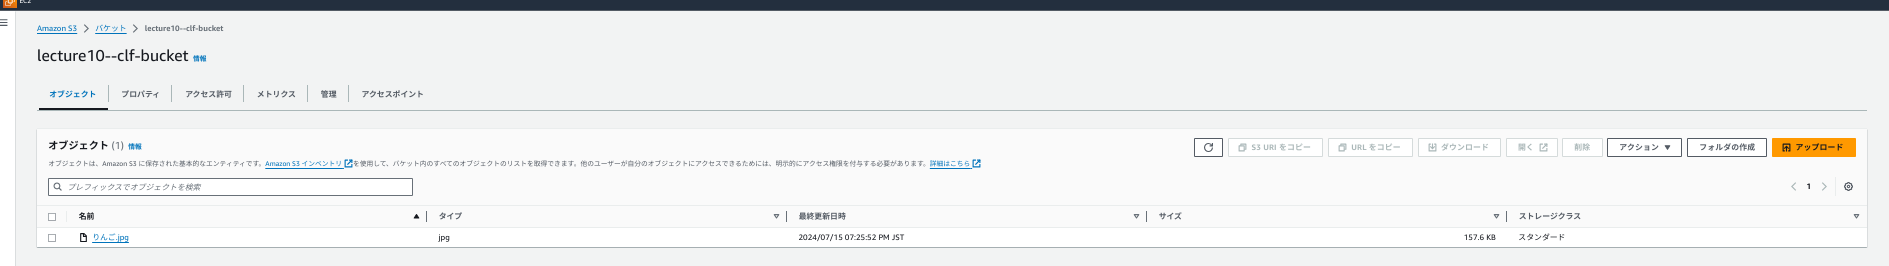 EC2
Amazon S3 > バケット > lecture10--clf-bucket
lecture10--clf-bucket 情報
オブジェクト プロパティ アクセス許可 メトリクス 管理 アクセスポイント
オブジェクト (1) 情報
S3 URI をコピー URL をコピー ダウンロード 開く 削除 アクション フォルダの作成 アップロード
オブジェクトは、Amazon S3 に保存された基本的なエンティティです。Amazon S3 インベントリ を使用して、バケット内のすべてのオブジェクトのリストを取得できます。他のユーザーが自分のオブジェクトにアクセスできるためには、明示的にアクセス権限を付与する必要があります。詳細はこちら
プレフィックスでオブジェクトを検索
1
名前 タイプ 最終更新日時 サイズ ストレージクラス
りんご.jpg jpg 2024/07/15 07:25:52 PM JST 157.6 KB スタンダード